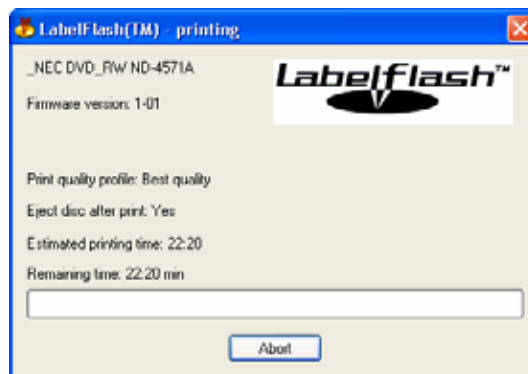 LabelFlash(TM) - printing
_NEC DVD_RW ND-4571A
Labelflash™
Firmware version: 1-01
Print quality profile: Best quality
Eject disc after print: Yes
Estimated printing time: 22:20
Remaining time: 22:20 min
Abort